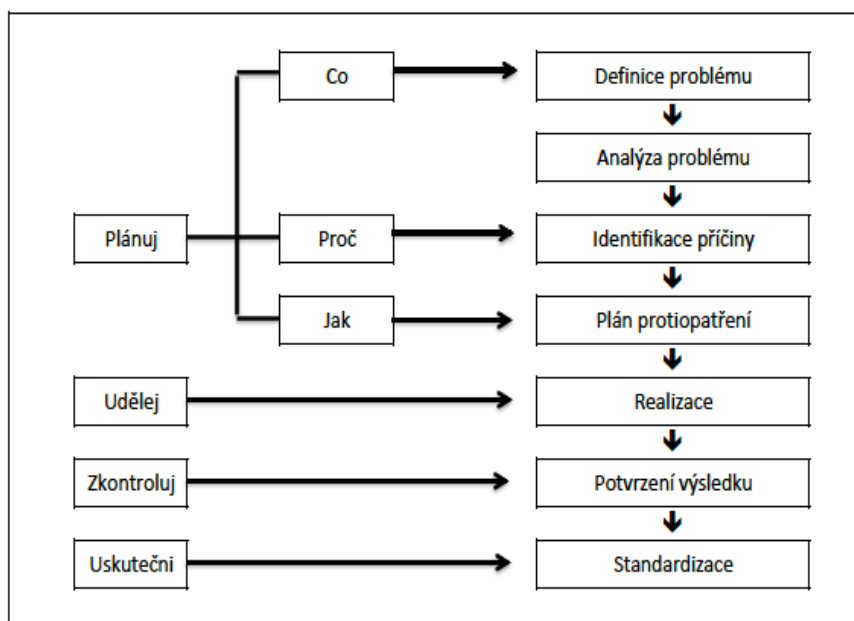 Co
Definice problému
Analýza problému
Plánuj
Proč
Identifikace příčiny
Jak
Plán protiopatření
Udělej
Realizace
Zkontroluj
Potvrzení výsledku
Uskutečni
Standardizace